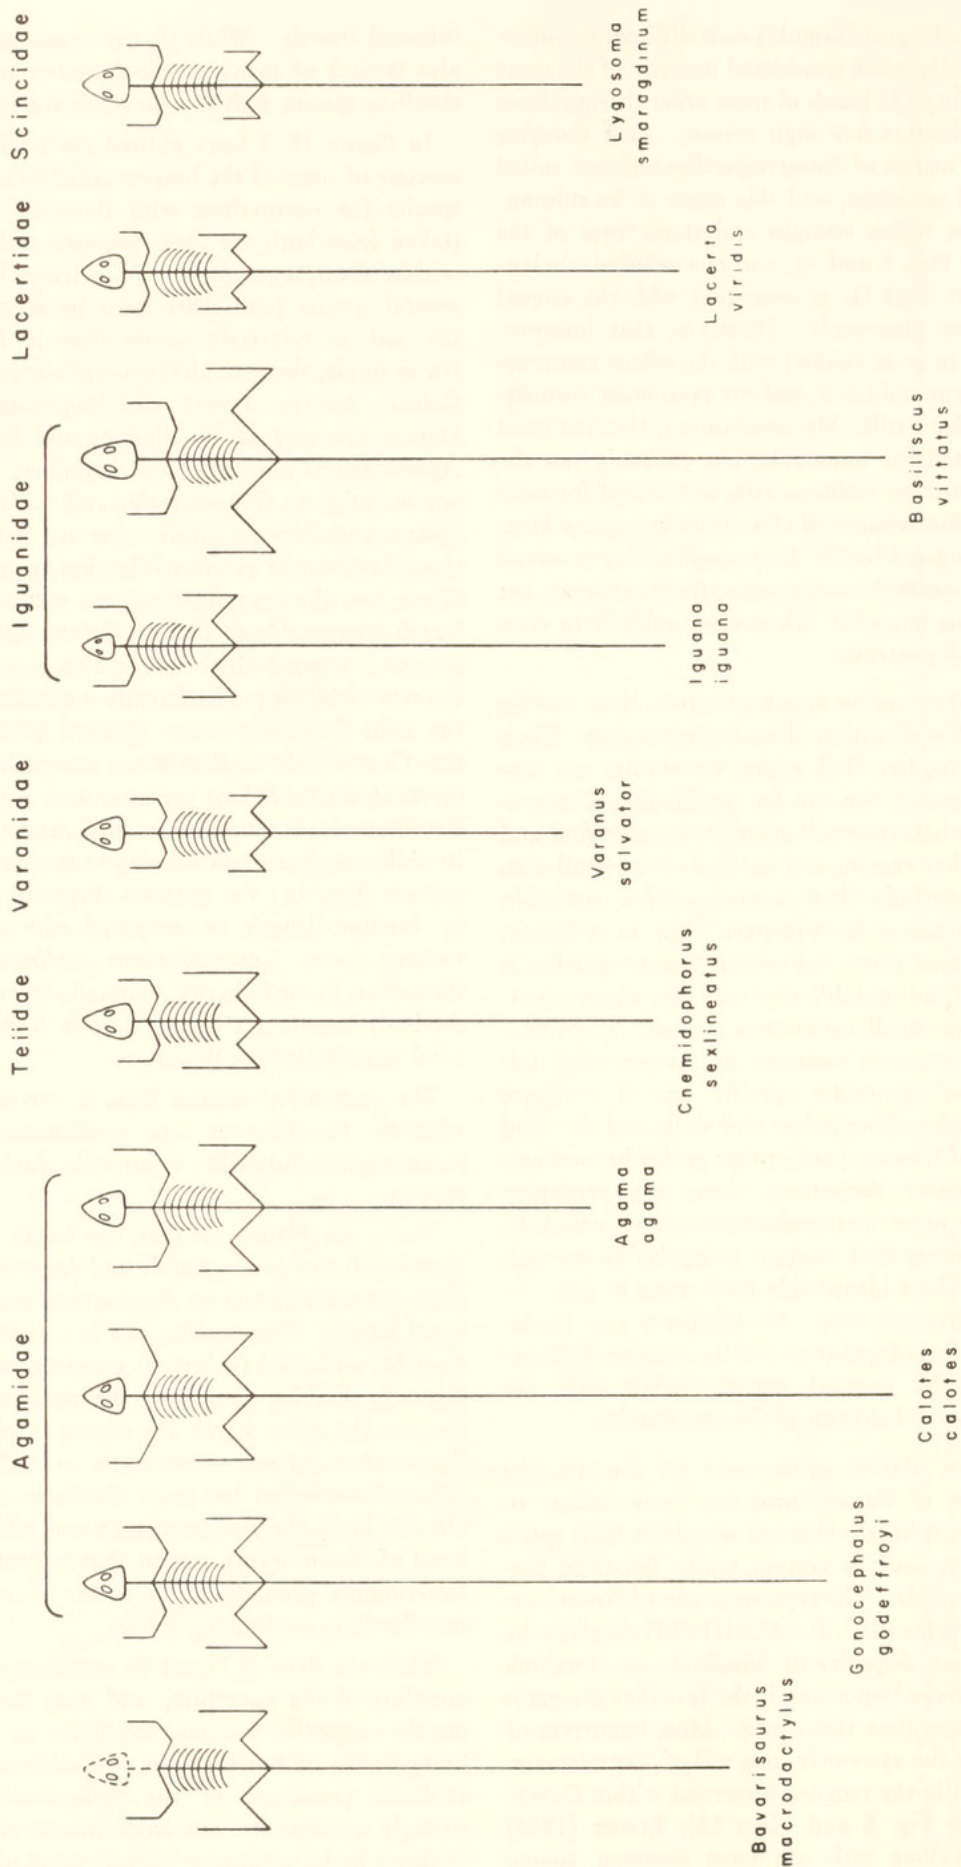 Agamidae Teiidae Varanidae Iguanidae Lacertidae Scincidae
Bavarisaurus
macrodactylus
Gonocephalus
godeffroyi
Calotes
calotes
Agama
agama
Cnemidophorus
sexlineatus
Varanus
salvator
Iguana
iguana
Basiliscus
vittatus
Lacerta
viridis
Lygosoma
smaragdinum